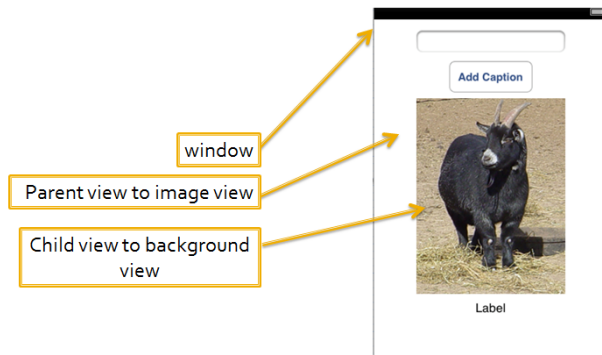 Add Caption
window
Parent view to image view
Child view to background
view
Label